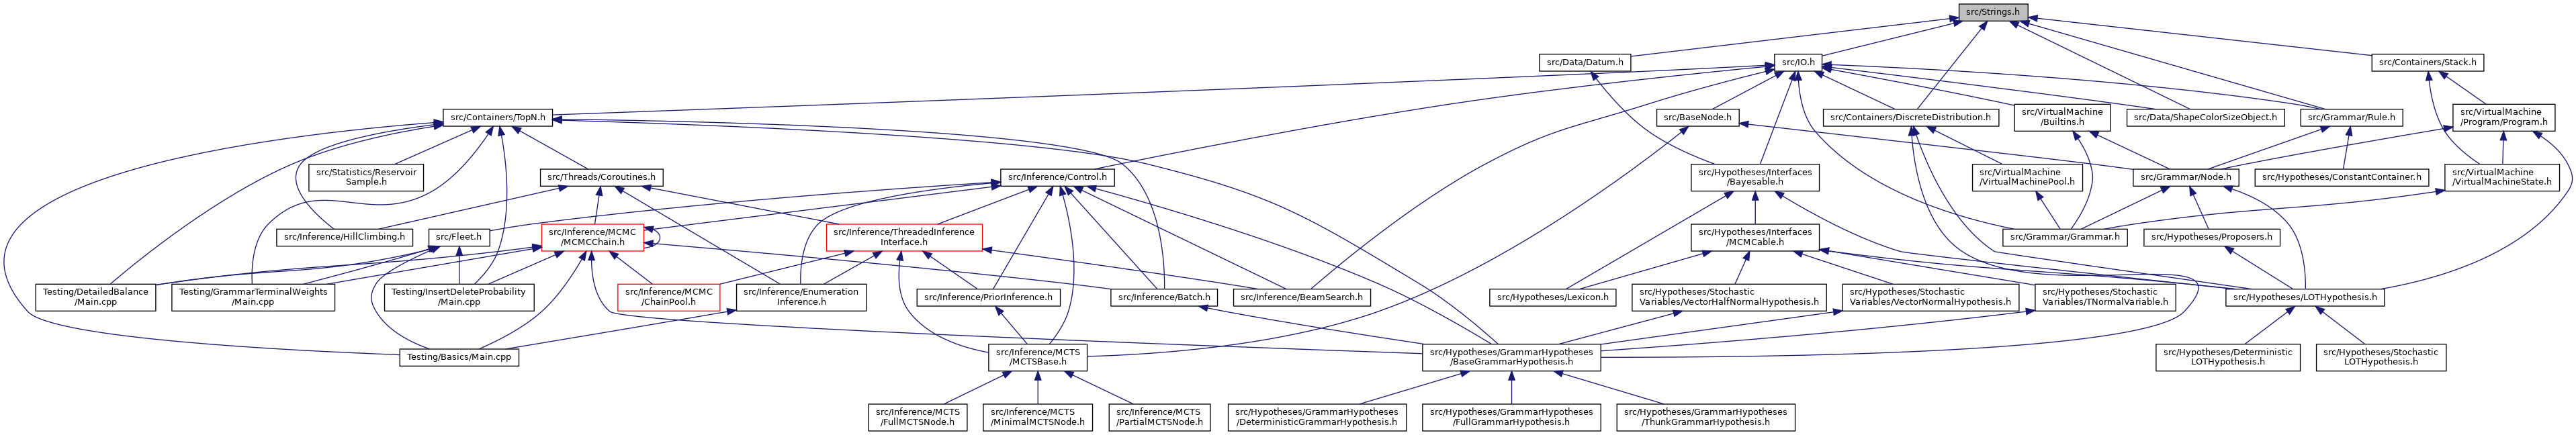 src/Strings.h
src/Data/Datum.h
src/IO.h
src/Containers/Stack.h
src/Containers/TopN.h
src/BaseNode.h
src/Containers/DiscreteDistribution.h
src/VirtualMachine
/Builtins.h
src/Data/ShapeColorSizeObject.h
src/Grammar/Rule.h
src/VirtualMachine
/Program/Program.h
src/Statistics/Reservoir
Sample.h
src/Threads/Coroutines.h
src/Inference/Control.h
src/Hypotheses/Interfaces
/Bayesable.h
src/VirtualMachine
/VirtualMachinePool.h
src/Grammar/Node.h
src/Hypotheses/ConstantContainer.h
src/VirtualMachine
/VirtualMachineState.h
src/Inference/HillClimbing.h
src/Fleet.h
src/Inference/MCMC
/MCMCChain.h
src/Inference/ThreadedInference
Interface.h
src/Hypotheses/Interfaces
/MCMCable.h
src/Grammar/Grammar.h
src/Hypotheses/Proposers.h
Testing/DetailedBalance
/Main.cpp
Testing/GrammarTerminalWeights
/Main.cpp
Testing/InsertDeleteProbability
/Main.cpp
src/Inference/MCMC
/ChainPool.h
src/Inference/Enumeration
Inference.h
src/Inference/PriorInference.h
src/Inference/Batch.h
src/Inference/BeamSearch.h
src/Hypotheses/Lexicon.h
src/Hypotheses/Stochastic
Variables/VectorHalfNormalHypothesis.h
src/Hypotheses/Stochastic
Variables/VectorNormalHypothesis.h
src/Hypotheses/Stochastic
Variables/TNormalVariable.h
src/Hypotheses/LOTHypothesis.h
Testing/Basics/Main.cpp
src/Inference/MCTS
/MCTSBase.h
src/Hypotheses/GrammarHypotheses
/BaseGrammarHypothesis.h
src/Hypotheses/Deterministic
LOTHypothesis.h
src/Hypotheses/Stochastic
LOTHypothesis.h
src/Inference/MCTS
/FullMCTSNode.h
src/Inference/MCTS
/MinimalMCTSNode.h
src/Inference/MCTS
/PartialMCTSNode.h
src/Hypotheses/GrammarHypotheses
/DeterministicGrammarHypothesis.h
src/Hypotheses/GrammarHypotheses
/FullGrammarHypothesis.h
src/Hypotheses/GrammarHypotheses
/ThunkGrammarHypothesis.h